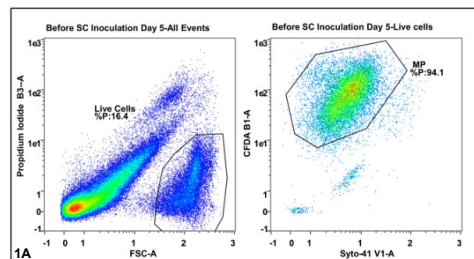 Before SC Inoculation Day 5-All Events
Propidium Iodide B3--A
1e3
1e2
1e1
1
0
-1
Live Cells
%P:16.4
-1 0 1 2 3
FSC-A
1A
Before SC Inoculation Day 5-Live cells
CFDA B1-A
1e3
1e2
1e1
1
0
-1
MP
%P:94.1
-1 0 1 2 3
Syto-41 V1-A